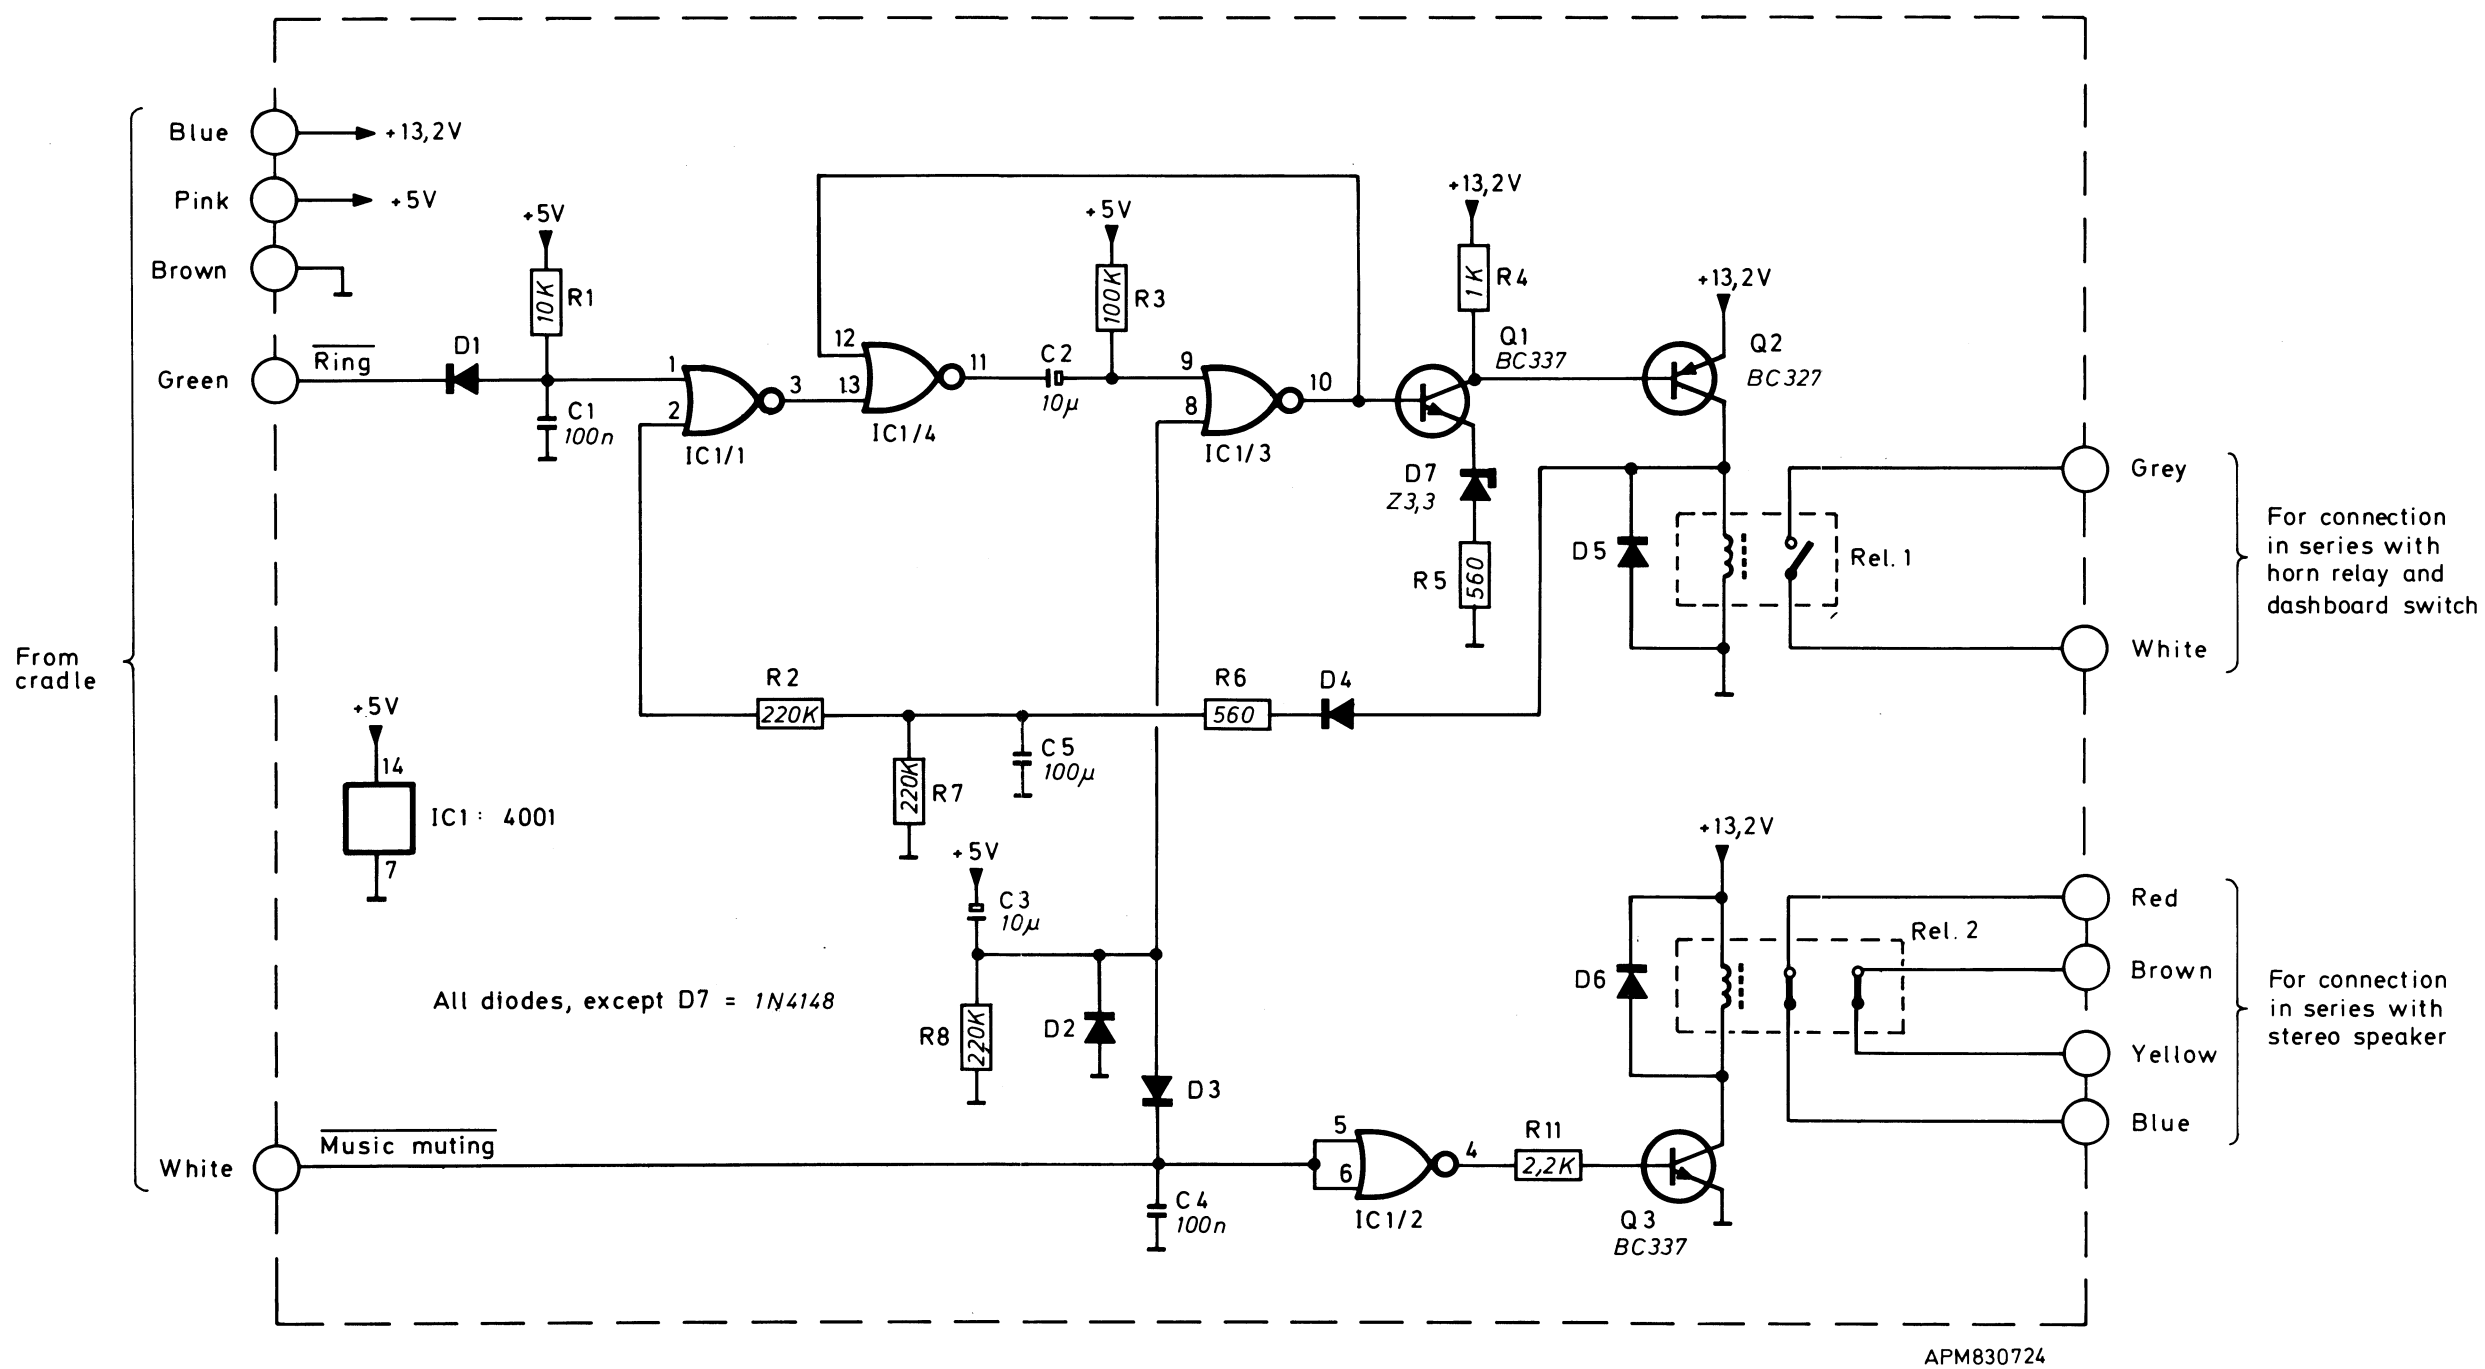 Blue
+13,2V
Pink
+5V
Brown
Green
Ring
D1
+5V
10K
R1
C1
100n
1
2
3
IC1/1
12
13
11
IC1/4
C2
10µ
+5V
100K
R3
9
8
10
IC1/3
+13,2V
1K
R4
Q1
BC337
D7
Z3,3
R5
560
+13,2V
Q2
BC327
D5
Rel.1
Grey
White
For connection
in series with
horn relay and
dashboard switch
From
cradle
R2
220K
R7
220K
C5
100µ
R6
560
D4
+5V
14
7
IC1: 4001
+5V
C3
10µ
R8
220K
D2
D3
All diodes, except D7 = 1N4148
White
Music muting
C4
100n
5
6
4
IC1/2
R11
2,2K
Q3
BC337
+13,2V
D6
Rel.2
Red
Brown
Yellow
Blue
For connection
in series with
stereo speaker
APM830724